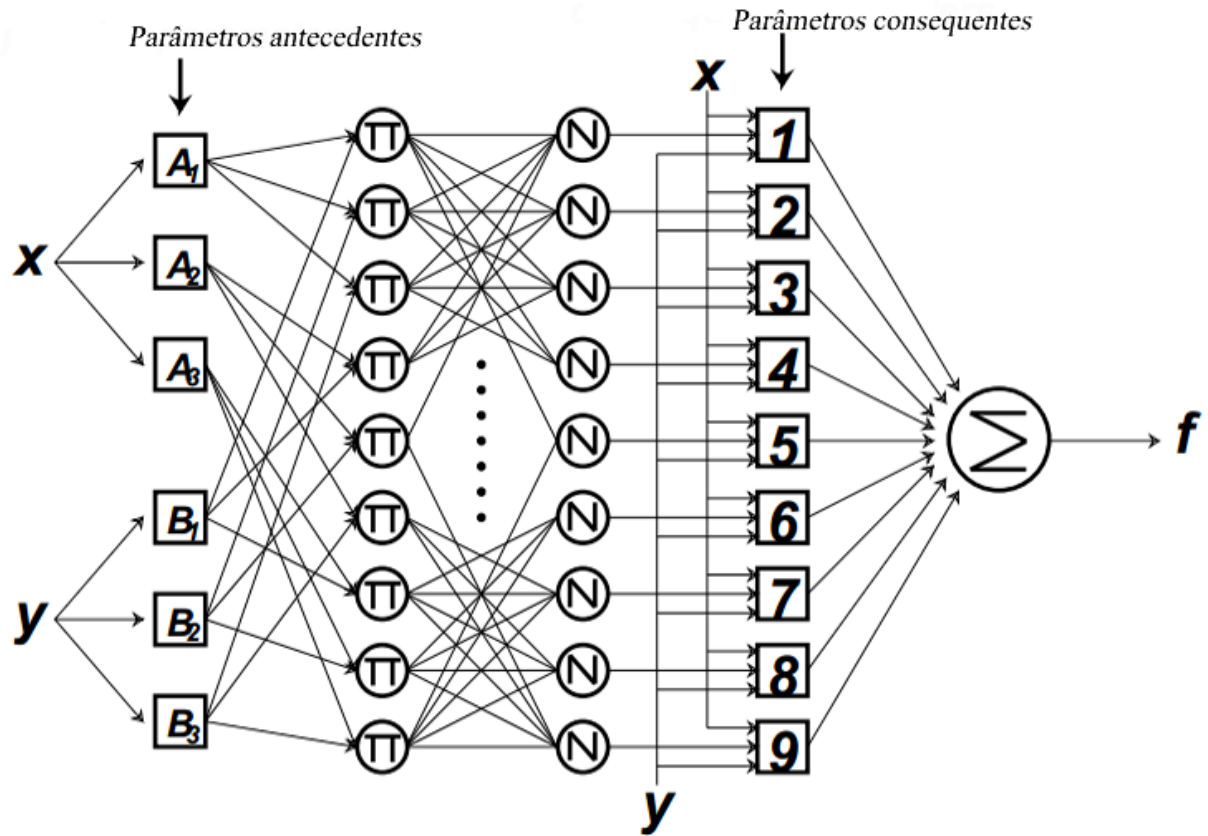 Parâmetros antecedentes
Parâmetros consequentes
x
A1
A2
A3
y
B1
B2
B3
Π
Π
Π
Π
Π
Π
Π
Π
Π
N
N
N
N
N
N
N
N
N
x
y
1
2
3
4
5
6
7
8
9
Σ
f